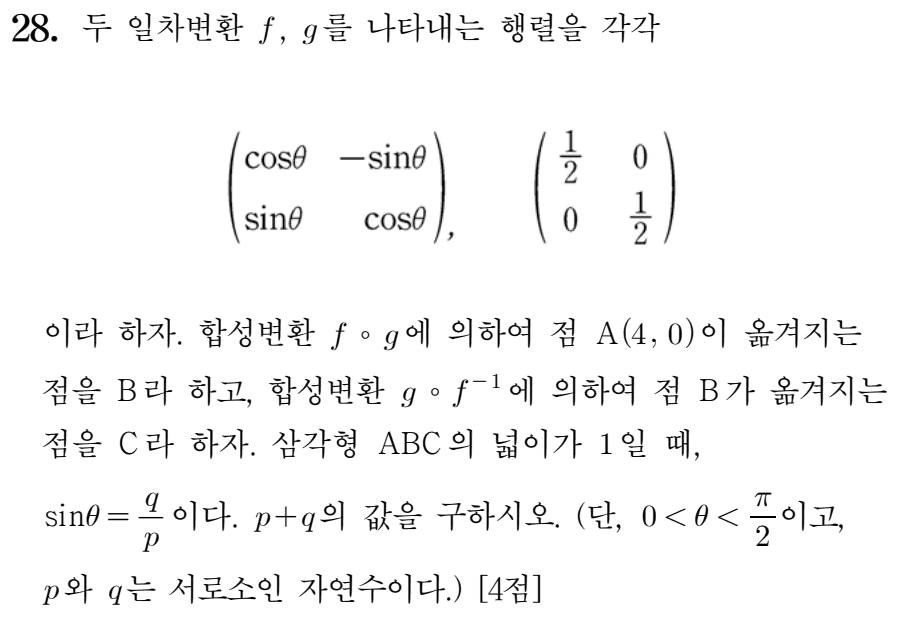 28. 두 일차변환 f, g를 나타내는 행렬을 각각
(cosθ −sinθ
sinθ cosθ), (1/2 0
0 1/2)
이라 하자. 합성변환 f∘g에 의하여 점 A(4, 0)이 옮겨지는
점을 B라 하고, 합성변환 g∘f⁻¹에 의하여 점 B가 옮겨지는
점을 C라 하자. 삼각형 ABC의 넓이가 1일 때,
sinθ = q/p이다. p+q의 값을 구하시오. (단, 0<θ<π/2이고,
p와 q는 서로소인 자연수이다.) [4점]